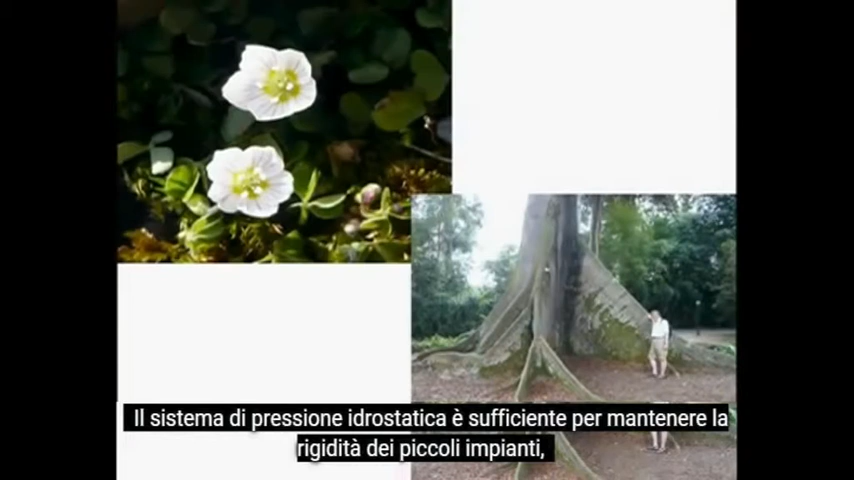 Il sistema di pressione idrostatica è sufficiente per mantenere la
rigidità dei piccoli impianti,